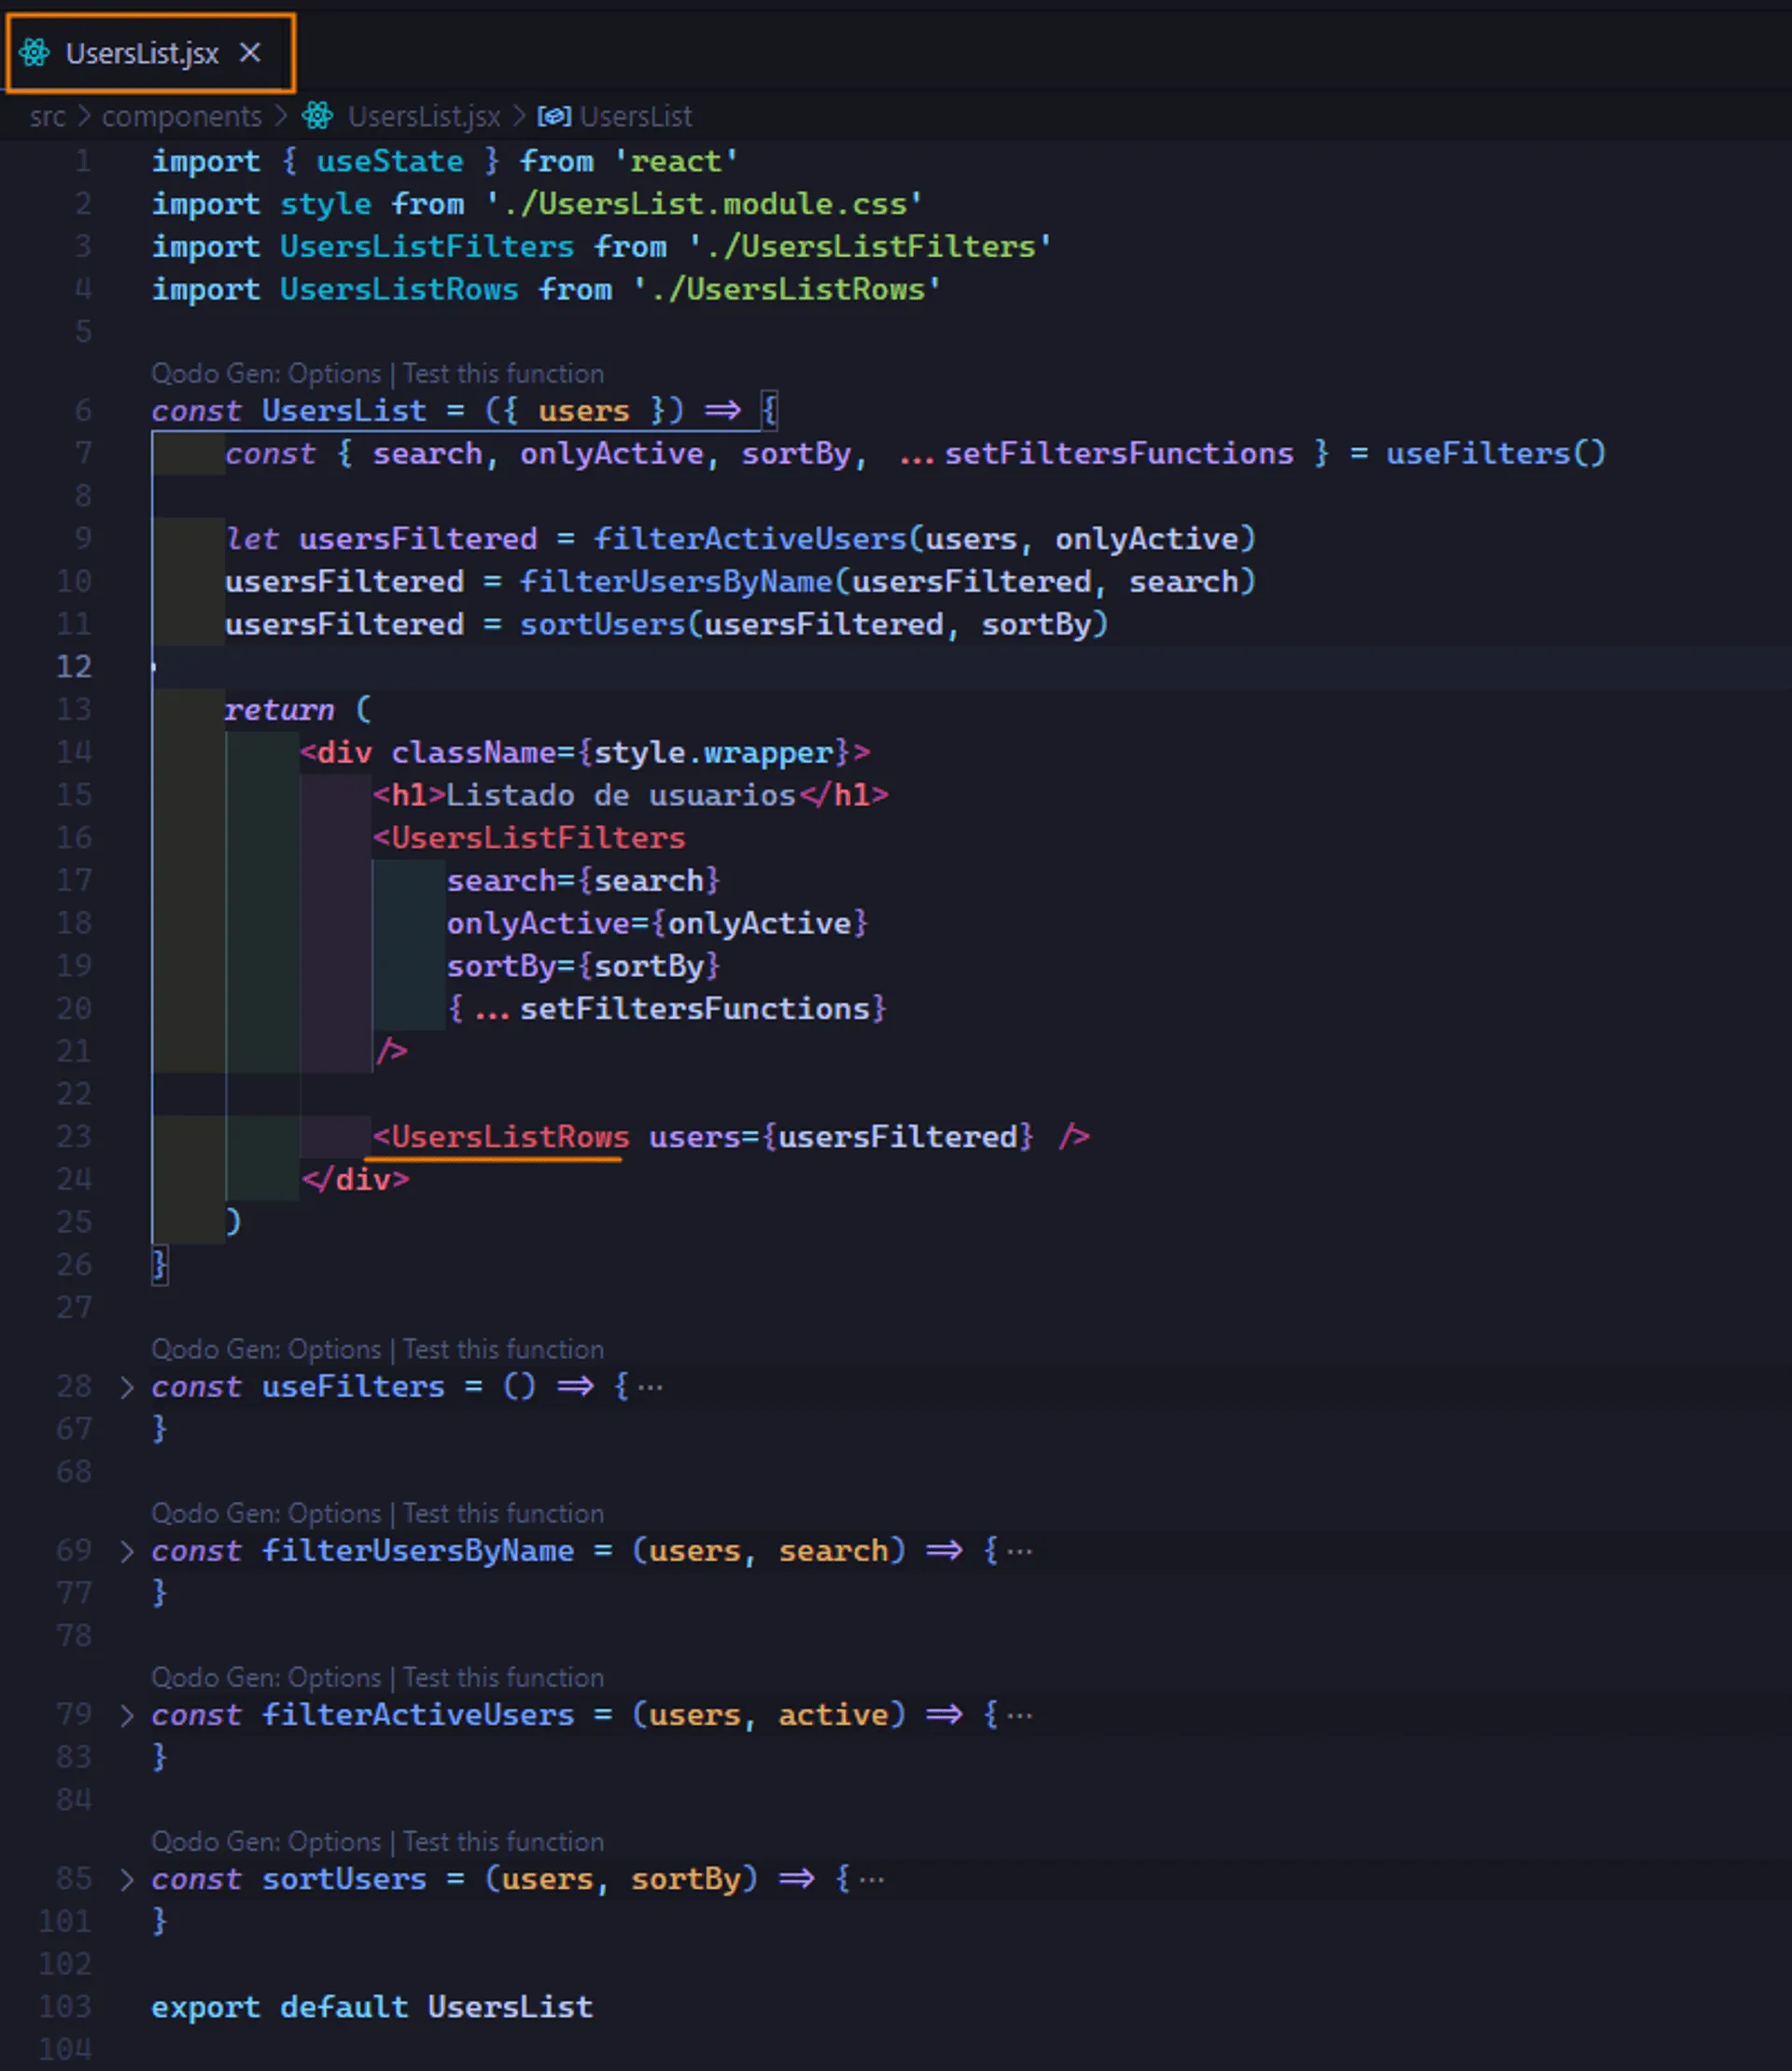 UsersList.jsx ×
src > components > UsersList.jsx > UsersList
1 import { useState } from 'react'
2 import style from './UsersList.module.css'
3 import UsersListFilters from './UsersListFilters'
4 import UsersListRows from './UsersListRows'
5
Qodo Gen: Options | Test this function
6 const UsersList = ({ users }) => {
7 const { search, onlyActive, sortBy, ...setFiltersFunctions } = useFilters()
8
9 let usersFiltered = filterActiveUsers(users, onlyActive)
10 usersFiltered = filterUsersByName(usersFiltered, search)
11 usersFiltered = sortUsers(usersFiltered, sortBy)
12
13 return (
14 <div className={style.wrapper}>
15 <h1>Listado de usuarios</h1>
16 <UsersListFilters
17 search={search}
18 onlyActive={onlyActive}
19 sortBy={sortBy}
20 {...setFiltersFunctions}
21 />
22
23 <UsersListRows users={usersFiltered} />
24 </div>
25 )
26 }
27
Qodo Gen: Options | Test this function
28 > const useFilters = () => { ...
67 }
68
Qodo Gen: Options | Test this function
69 > const filterUsersByName = (users, search) => { ...
77 }
78
Qodo Gen: Options | Test this function
79 > const filterActiveUsers = (users, active) => { ...
83 }
84
Qodo Gen: Options | Test this function
85 > const sortUsers = (users, sortBy) => { ...
101 }
102
103 export default UsersList
104